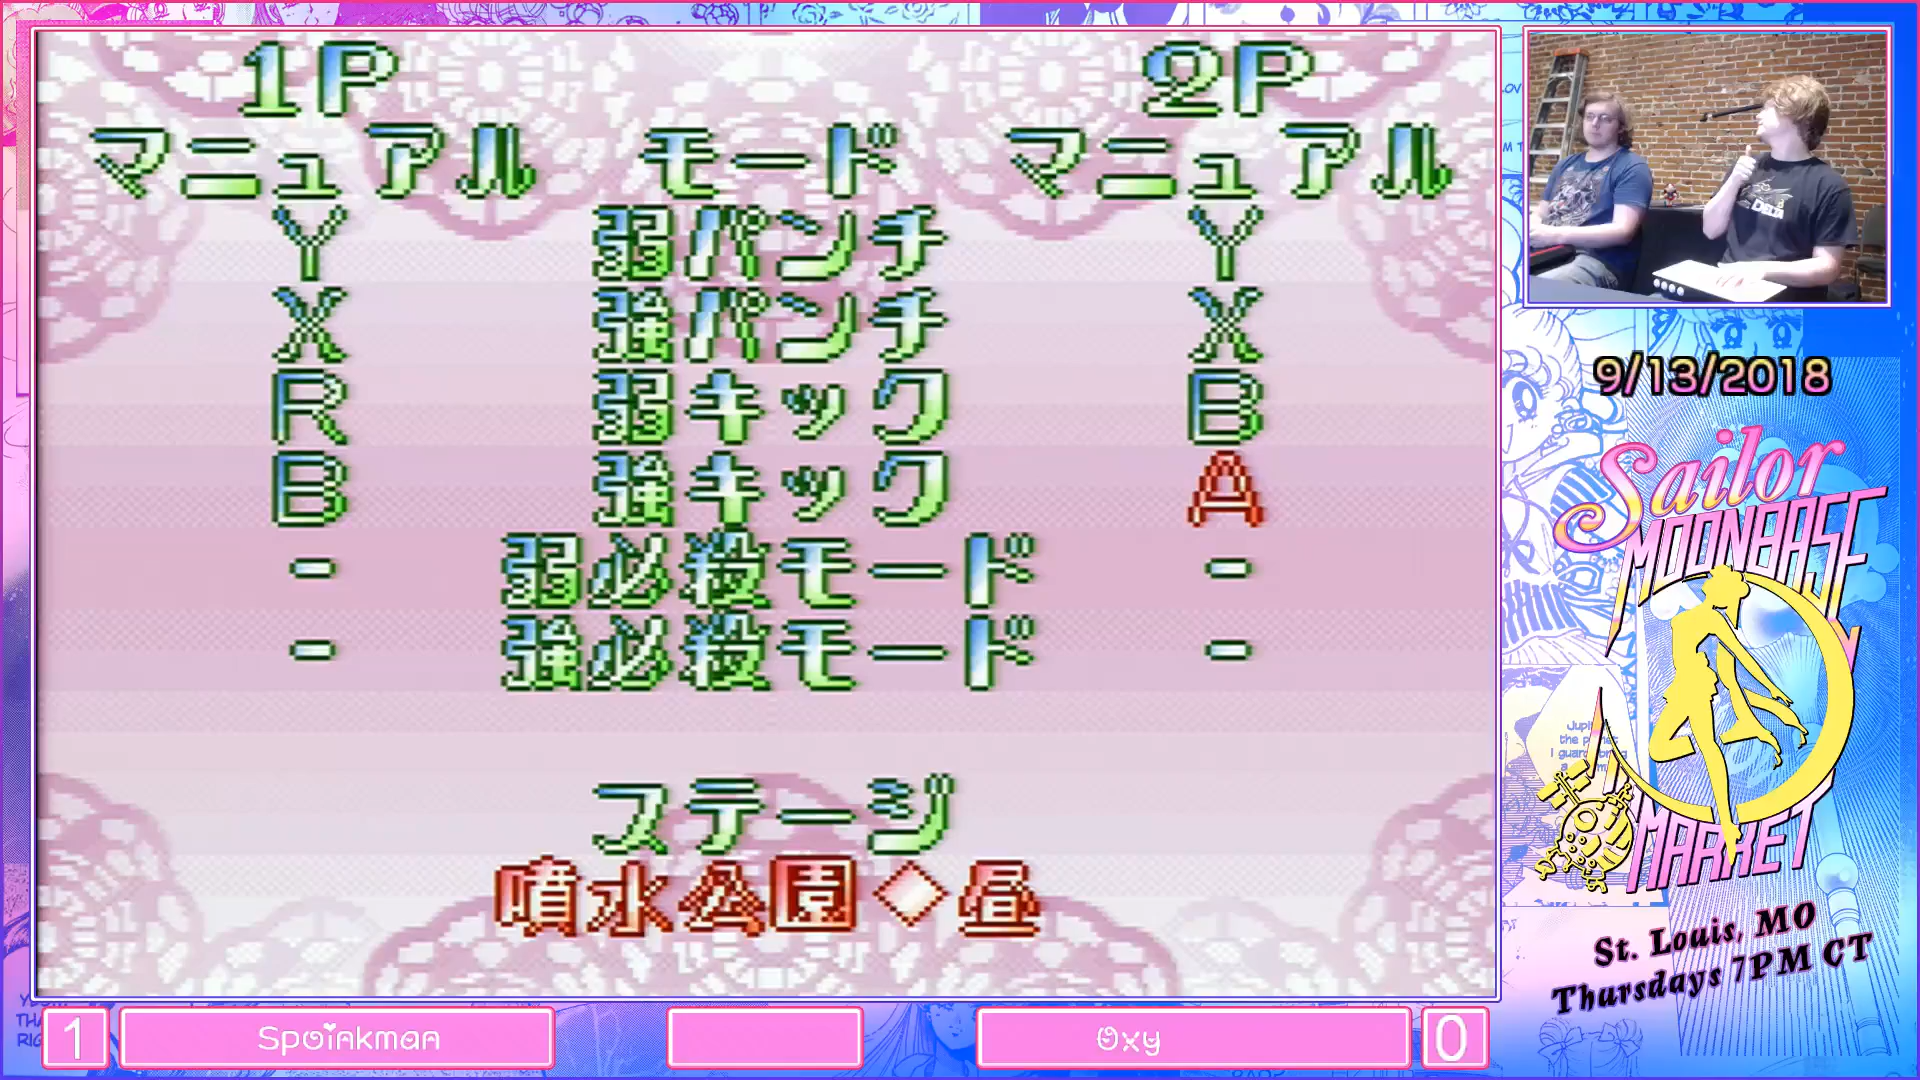 1P 2P
マニュアル モード マニュアル
Y 弱パンチ Y
X 強パンチ X
R 弱キック B
B 強キック A
- 弱必殺モード -
- 強必殺モード -
ステージ
噴水公園◇昼
DELTA
9/13/2018
Sailor
MOONBASE
MARKET
St. Louis, MO
Thursdays 7PM CT
1 Spoinkman Oxy 0